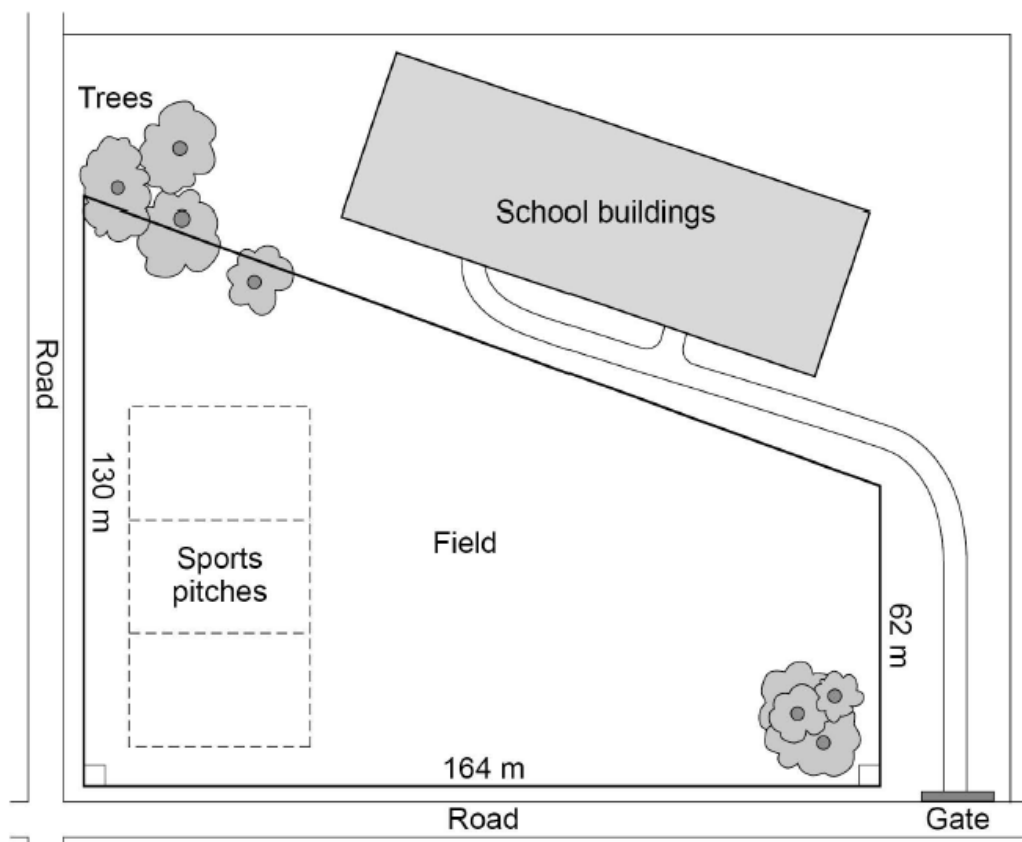 Trees
School buildings
Road
130 m
Sports
pitches
Field
62 m
164 m
Road
Gate